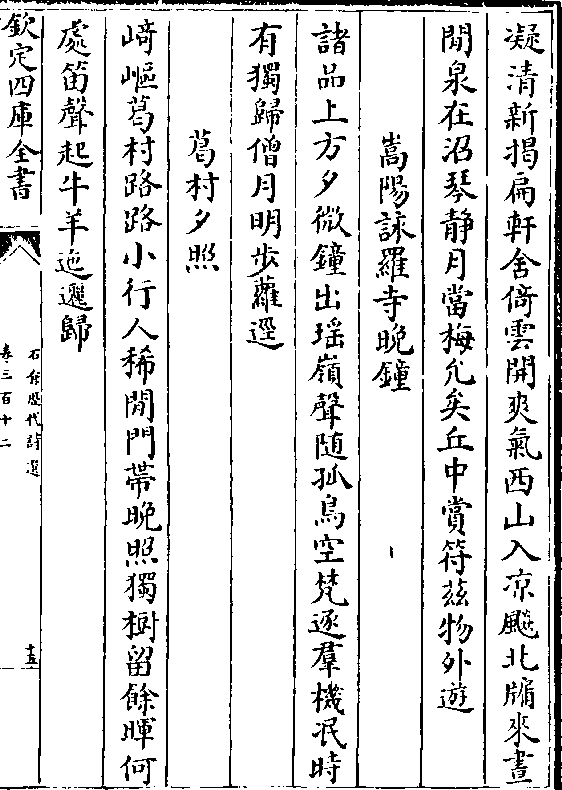 凝清新揭扁軒舍倚雲開爽氣西山入凉飈北牖來晝
閒泉在沼琴静月當梅允矣丘中賞符兹物外遊
嵩陽詠羅寺晚鐘
諸品上方夕微鐘出瑶嶺聲随孤鳥空梵逐羣機泯時
有獨歸僧月明步蘿逕
葛村夕照
﨑嶇葛村路路小行人稀閒門帶晚照獨樹留餘暉何
處笛聲起牛羊迤邐歸
欽定四庫全書
石倉歴代詩選
卷三百十二
十五